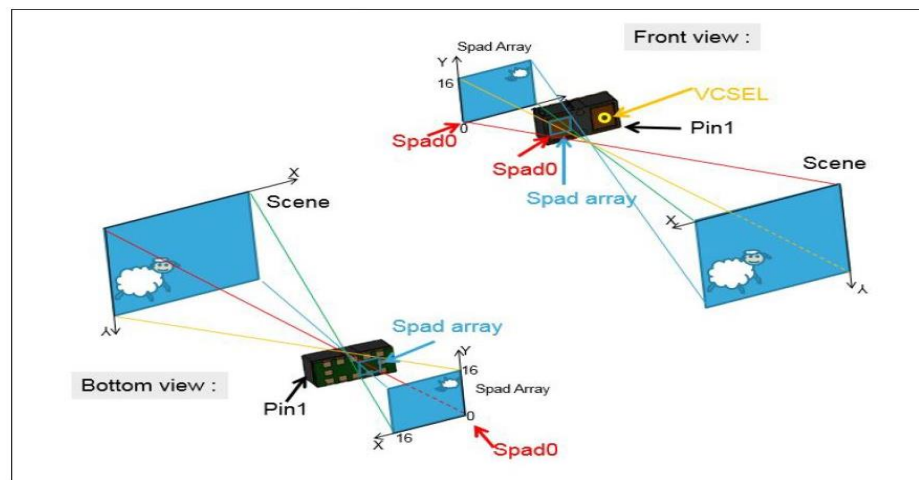 Front view :
Spad Array
Y
16
0
Spad0
VCSEL
Pin1
Spad0
Spad array
Scene
X
Y
X
Scene
Y
Bottom view :
Pin1
Spad array
Y
16
Spad Array
0
X
16
Spad0